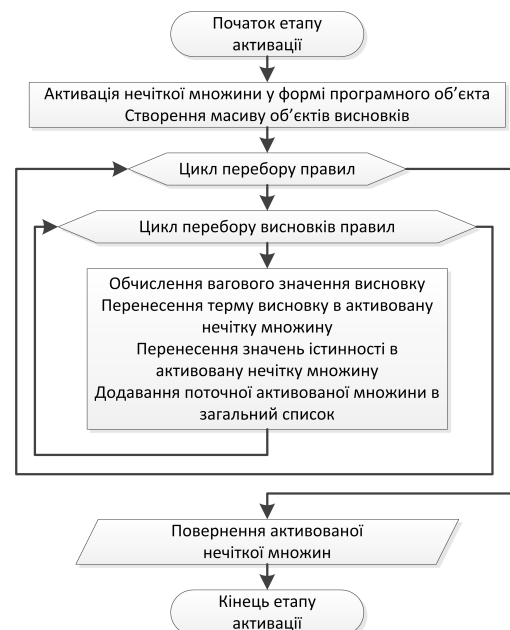 Початок етапу
активації
Активація нечіткої множини у формі програмного об’єкта
Створення масиву об’єктів висновків
Цикл перебору правил
Цикл перебору висновків правил
Обчислення вагового значення висновку
Перенесення терму висновку в активовану
нечітку множину
Перенесення значень істинності в
активовану нечітку множину
Додавання поточної активованої множини в
загальний список
Повернення активованої
нечіткої множин
Кінець етапу
активації